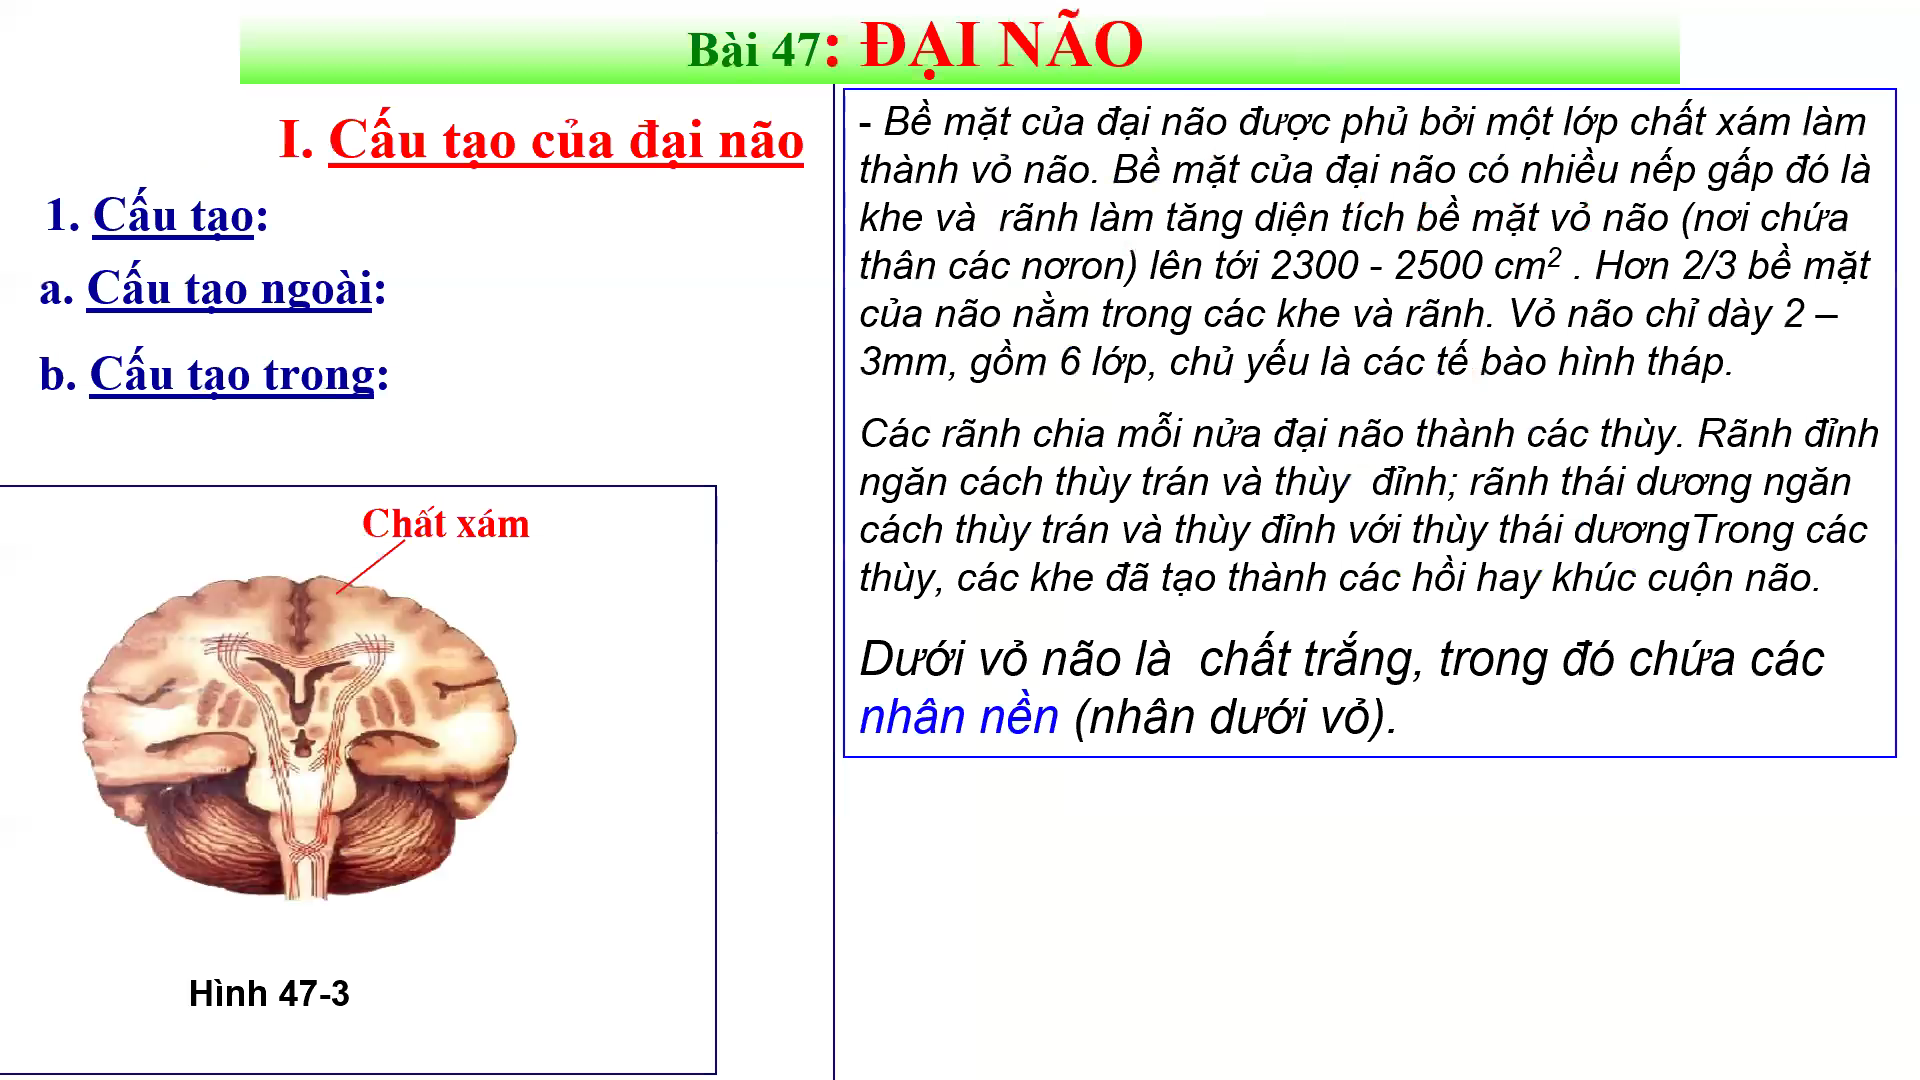 Bài 47: ĐẠI NÃO
I. Cấu tạo của đại não
1. Cấu tạo:
a. Cấu tạo ngoài:
b. Cấu tạo trong:
Chất xám
Hình 47-3
- Bề mặt của đại não được phủ bởi một lớp chất xám làm
thành vỏ não. Bề mặt của đại não có nhiều nếp gấp đó là
khe và rãnh làm tăng diện tích bề mặt vỏ não (nơi chứa
thân các nơron) lên tới 2300 - 2500 cm² . Hơn 2/3 bề mặt
của não nằm trong các khe và rãnh. Vỏ não chỉ dày 2 –
3mm, gồm 6 lớp, chủ yếu là các tế bào hình tháp.
Các rãnh chia mỗi nửa đại não thành các thùy. Rãnh đỉnh
ngăn cách thùy trán và thùy đỉnh; rãnh thái dương ngăn
cách thùy trán và thùy đỉnh với thùy thái dươngTrong các
thùy, các khe đã tạo thành các hồi hay khúc cuộn não.
Dưới vỏ não là chất trắng, trong đó chứa các
nhân nền (nhân dưới vỏ).